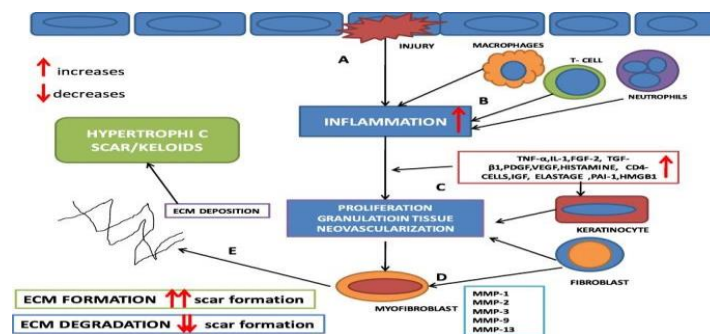 INJURY
MACROPHAGES
T- CELL
NEUTROPHILS
A
B
increases
decreases
INFLAMMATION
HYPERTROPHI C
SCAR/KELOIDS
TNF-α,IL-1,FGF-2, TGF-
β1,PDGF,VEGF,HISTAMINE, CD4-
CELLS,IGF, ELASTAGE ,PAI-1,HMGB1
C
ECM DEPOSITION
PROLIFERATION
GRANULATIOIN TISSUE
NEOVASCULARIZATION
KERATINOCYTE
E
D
FIBROBLAST
MYOFIBROBLAST
ECM FORMATION scar formation
ECM DEGRADATION scar formation
MMP-1
MMP-2
MMP-3
MMP-9
MMP-13